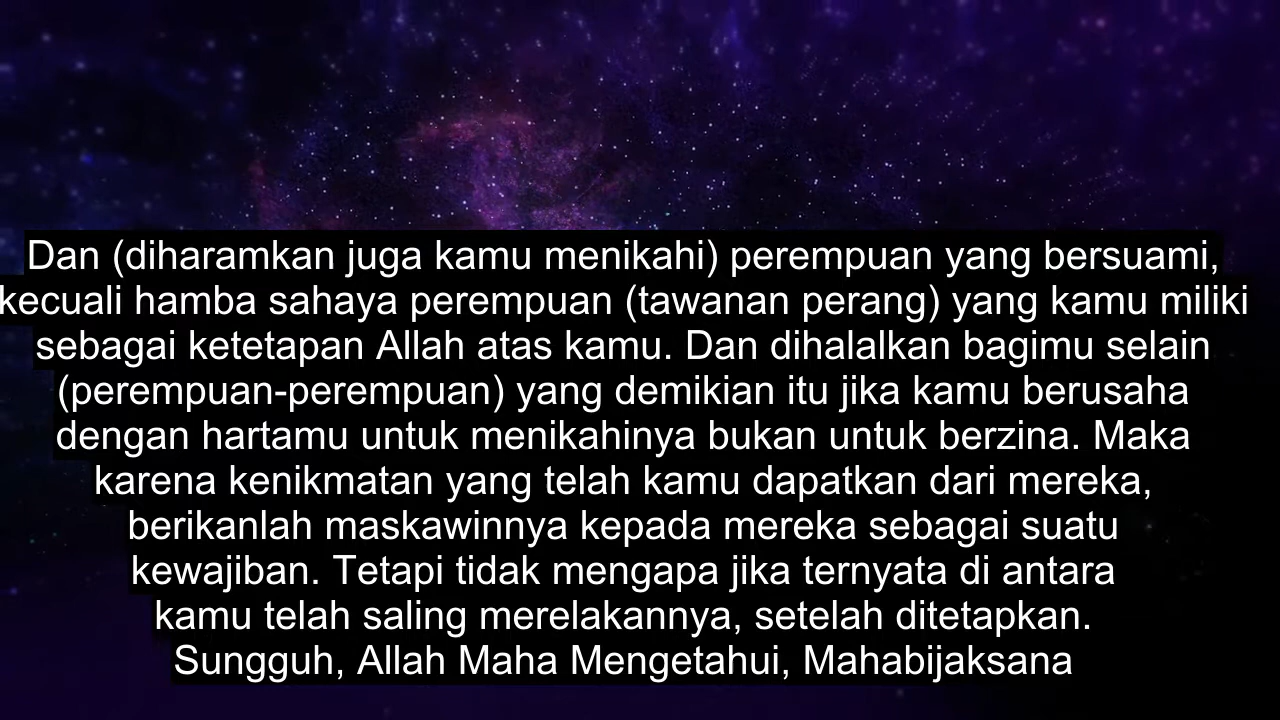 Dan (diharamkan juga kamu menikahi) perempuan yang bersuami,
kecuali hamba sahaya perempuan (tawanan perang) yang kamu miliki
sebagai ketetapan Allah atas kamu. Dan dihalalkan bagimu selain
(perempuan-perempuan) yang demikian itu jika kamu berusaha
dengan hartamu untuk menikahinya bukan untuk berzina. Maka
karena kenikmatan yang telah kamu dapatkan dari mereka,
berikanlah maskawinnya kepada mereka sebagai suatu
kewajiban. Tetapi tidak mengapa jika ternyata di antara
kamu telah saling merelakannya, setelah ditetapkan.
Sungguh, Allah Maha Mengetahui, Mahabijaksana